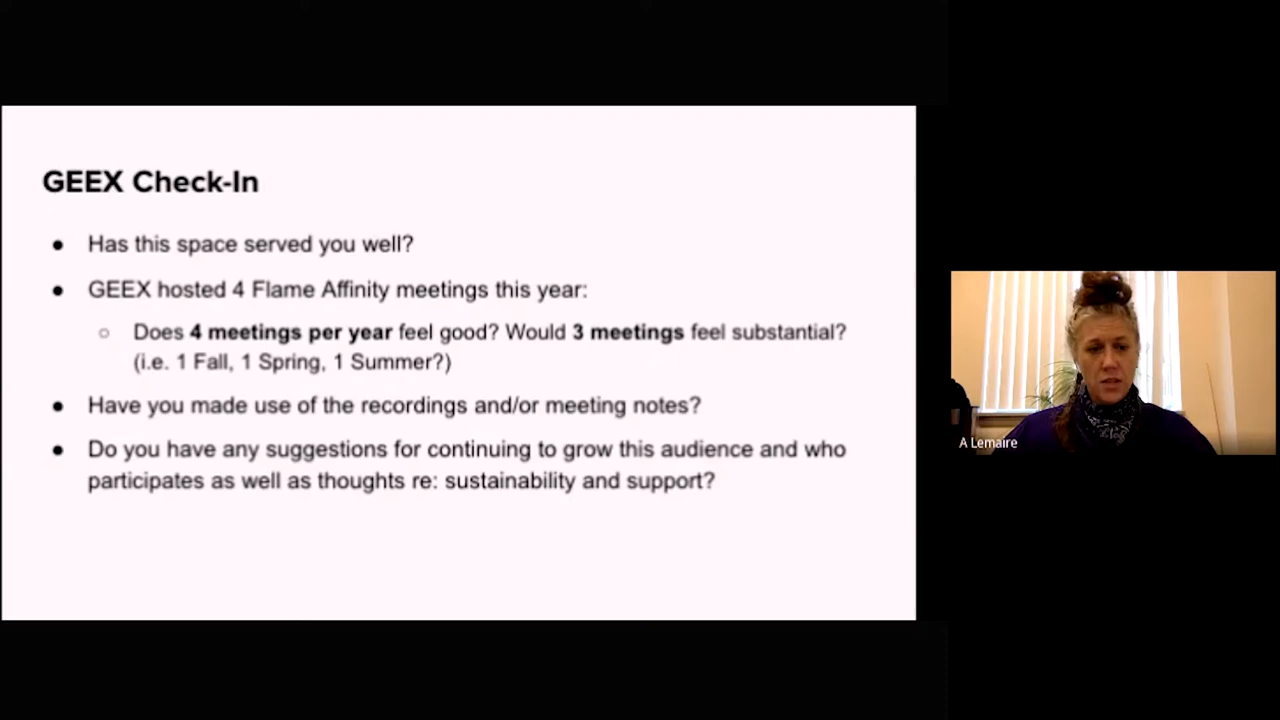 GEEX Check-In
● Has this space served you well?
● GEEX hosted 4 Flame Affinity meetings this year:
○ Does 4 meetings per year feel good? Would 3 meetings feel substantial?
(i.e. 1 Fall, 1 Spring, 1 Summer?)
● Have you made use of the recordings and/or meeting notes?
● Do you have any suggestions for continuing to grow this audience and who
participates as well as thoughts re: sustainability and support?
A Lemaire